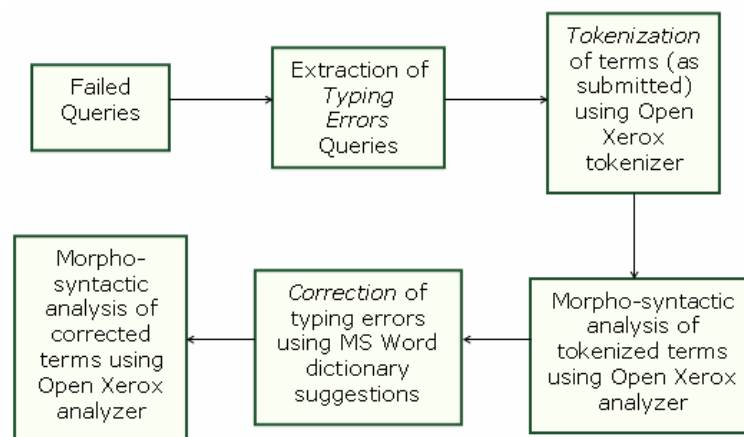 Failed
Queries
Extraction of
Typing
Errors
Queries
Tokenization
of terms (as
submitted)
using Open
Xerox
tokenizer
Morpho-syntactic
analysis of
tokenized terms
using Open Xerox
analyzer
Correction of
typing errors
using MS Word
dictionary
suggestions
Morpho-
syntactic
analysis of
corrected
terms using
Open Xerox
analyzer